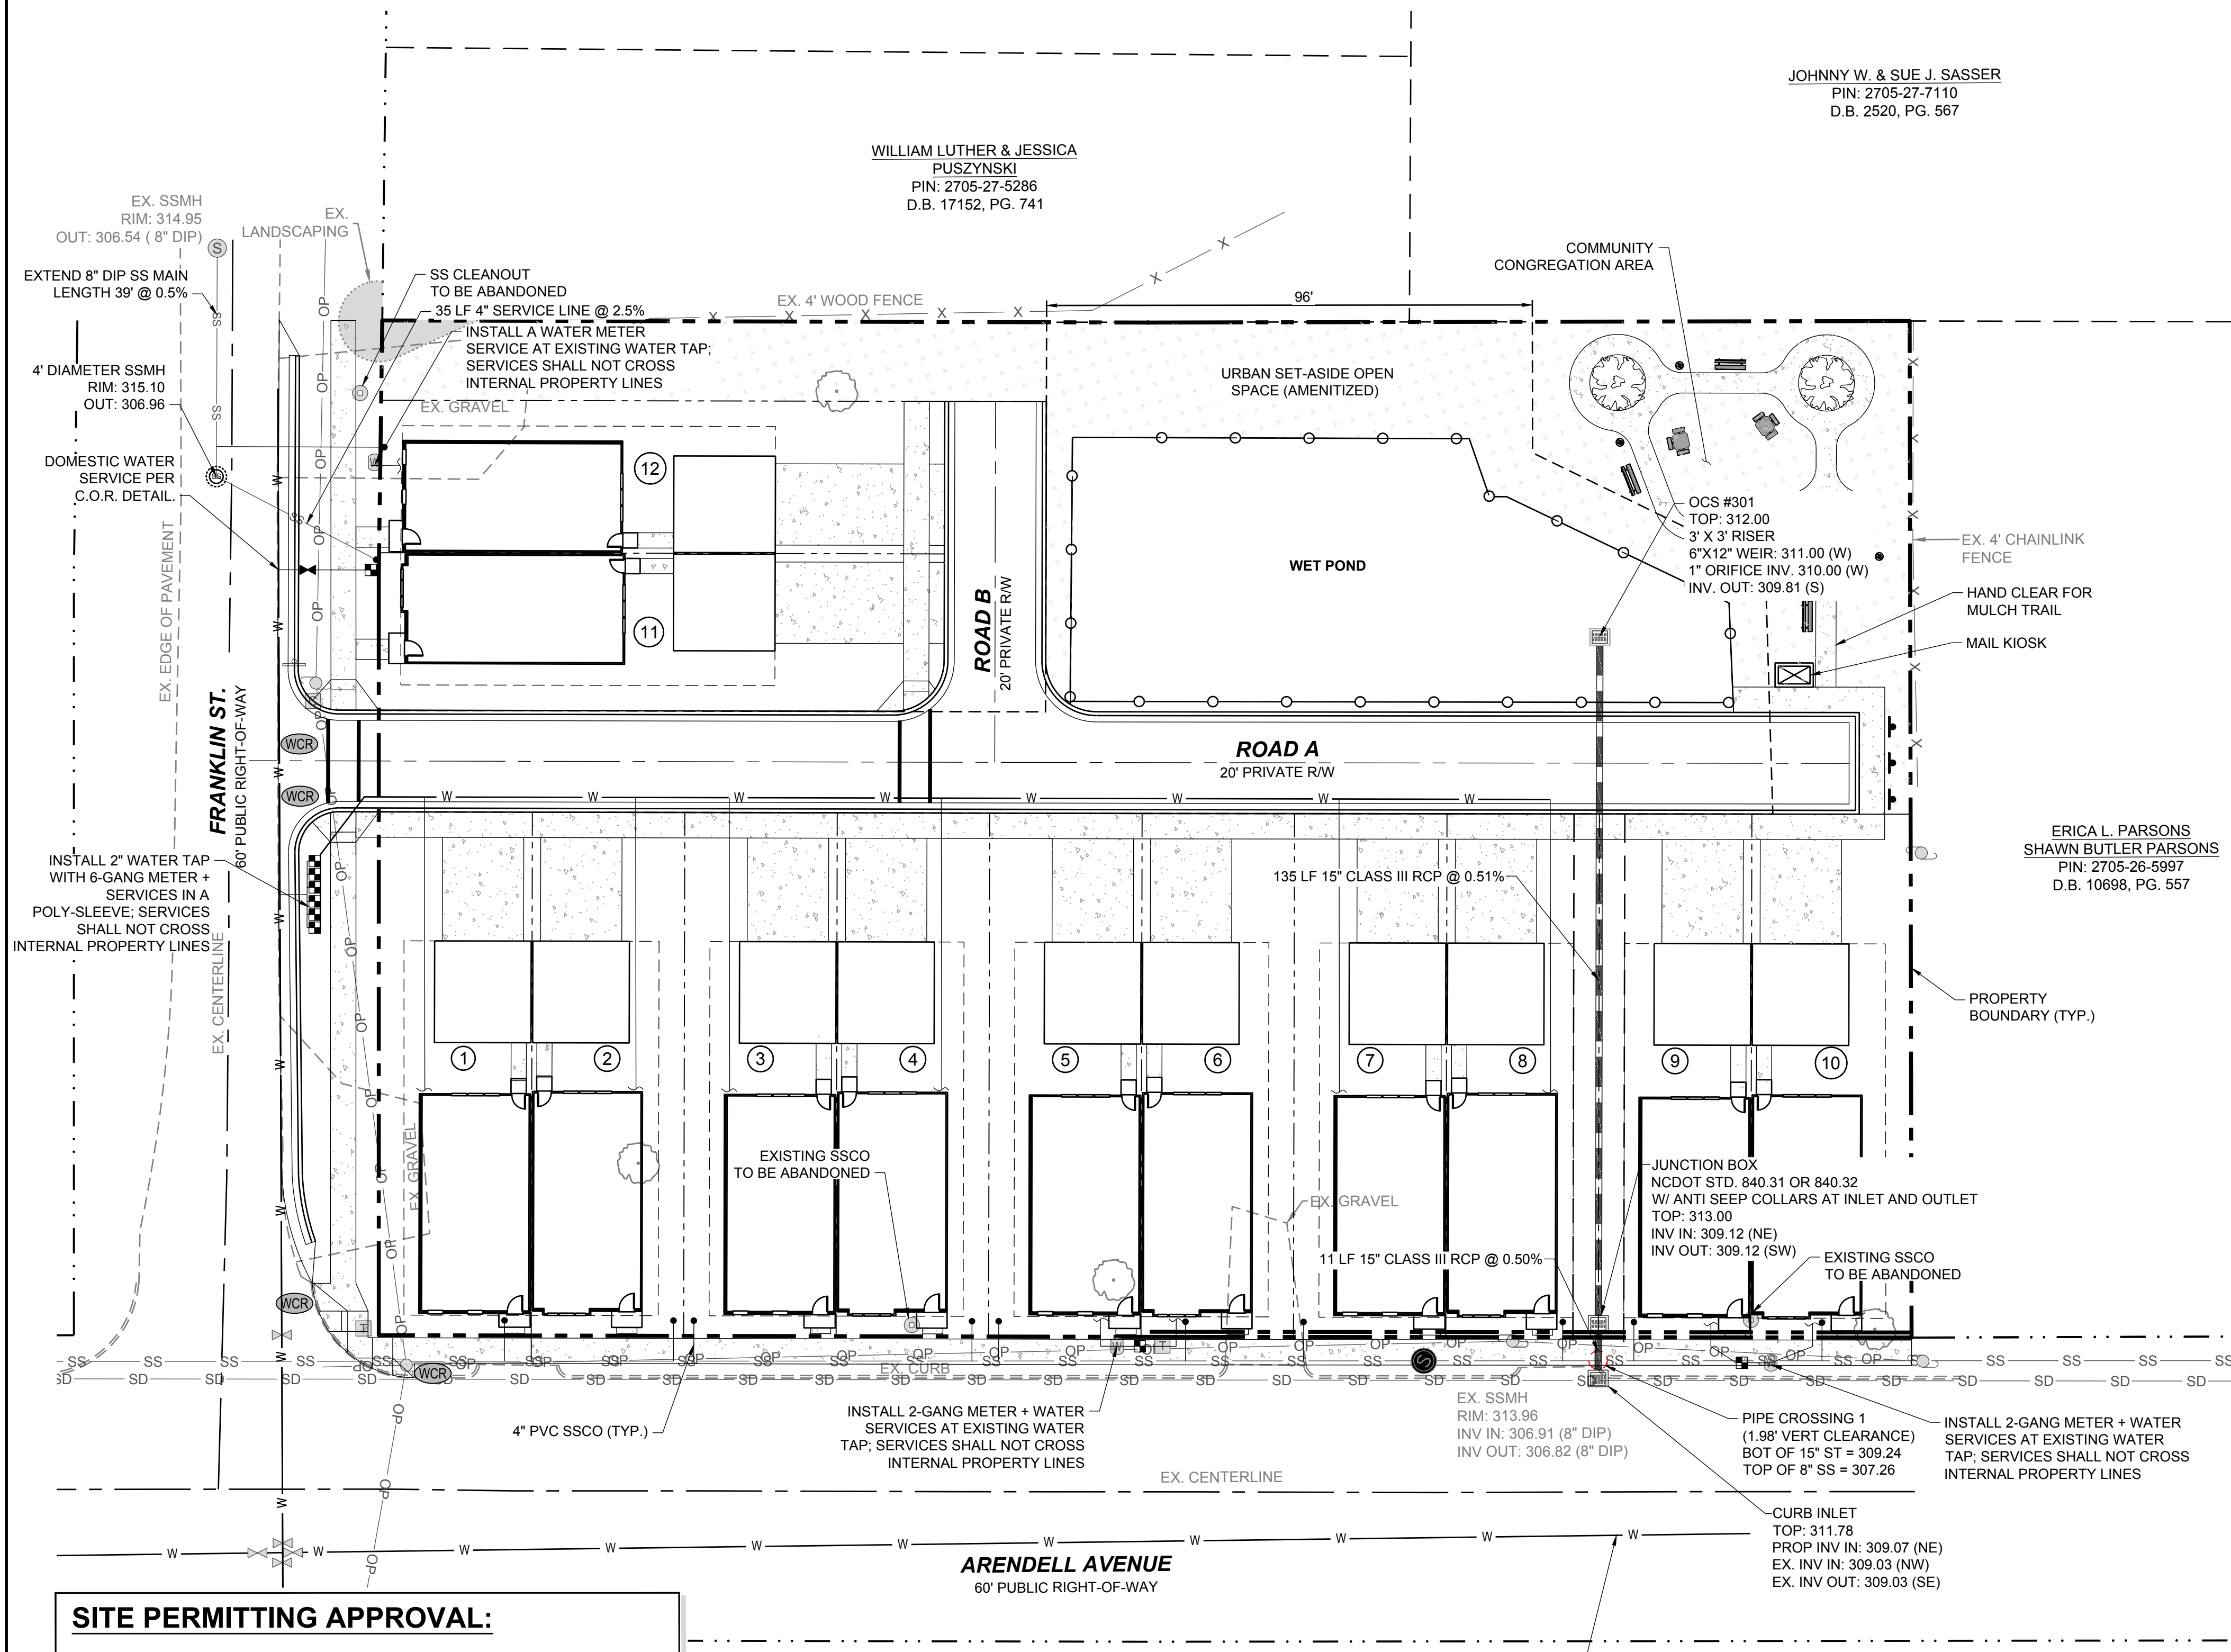 JOHNNY W. & SUE J. SASSER
PIN: 2705-27-7110
D.B. 2520, PG. 567
WILLIAM LUTHER & JESSICA
PUSZYNSKI
PIN: 2705-27-5286
D.B. 17152, PG. 741
EX. SSMH
RIM: 314.95
OUT: 306.54 ( 8" DIP)
EX.
LANDSCAPING
S
EXTEND 8" DIP SS MAIN
LENGTH 39' @ 0.5%
SS CLEANOUT
TO BE ABANDONED
35 LF 4" SERVICE LINE @ 2.5%
INSTALL A WATER METER
SERVICE AT EXISTING WATER TAP;
SERVICES SHALL NOT CROSS
INTERNAL PROPERTY LINES
EX. 4' WOOD FENCE
96'
COMMUNITY
CONGREGATION AREA
4' DIAMETER SSMH
RIM: 315.10
OUT: 306.96
EX. GRAVEL
URBAN SET-ASIDE OPEN
SPACE (AMENITIZED)
DOMESTIC WATER
SERVICE PER
C.O.R. DETAIL.
12
11
WET POND
OCS #301
TOP: 312.00
3' X 3' RISER
6"X12" WEIR: 311.00 (W)
1" ORIFICE INV. 310.00 (W)
INV. OUT: 309.81 (S)
EX. 4' CHAINLINK
FENCE
HAND CLEAR FOR
MULCH TRAIL
MAIL KIOSK
EX. EDGE OF PAVEMENT
FRANKLIN ST.
60' PUBLIC RIGHT-OF-WAY
ROAD B
20' PRIVATE R/W
WCR
WCR
ROAD A
20' PRIVATE R/W
W W W W W W W W
ERICA L. PARSONS
SHAWN BUTLER PARSONS
PIN: 2705-26-5997
D.B. 10698, PG. 557
INSTALL 2" WATER TAP
WITH 6-GANG METER +
SERVICES IN A
POLY-SLEEVE; SERVICES
SHALL NOT CROSS
INTERNAL PROPERTY LINES
EX. CENTERLINE
135 LF 15" CLASS III RCP @ 0.51%
PROPERTY
BOUNDARY (TYP.)
1 2 3 4 5 6 7 8 9 10
EX. GRAVEL
EXISTING SSCO
TO BE ABANDONED
EX. GRAVEL
JUNCTION BOX
NCDOT STD. 840.31 OR 840.32
W/ ANTI SEEP COLLARS AT INLET AND OUTLET
TOP: 313.00
INV IN: 309.12 (NE)
INV OUT: 309.12 (SW)
11 LF 15" CLASS III RCP @ 0.50%
EXISTING SSCO
TO BE ABANDONED
WCR
WCR
EX. CURB
4" PVC SSCO (TYP.)
INSTALL 2-GANG METER + WATER
SERVICES AT EXISTING WATER
TAP; SERVICES SHALL NOT CROSS
INTERNAL PROPERTY LINES
EX. SSMH
RIM: 313.96
INV IN: 306.91 (8" DIP)
INV OUT: 306.82 (8" DIP)
PIPE CROSSING 1
(1.98' VERT CLEARANCE)
BOT OF 15" ST = 309.24
TOP OF 8" SS = 307.26
INSTALL 2-GANG METER + WATER
SERVICES AT EXISTING WATER
TAP; SERVICES SHALL NOT CROSS
INTERNAL PROPERTY LINES
EX. CENTERLINE
CURB INLET
TOP: 311.78
PROP INV IN: 309.07 (NE)
EX. INV IN: 309.03 (NW)
EX. INV OUT: 309.03 (SE)
W W W W W W W W W W W
ARENDELL AVENUE
60' PUBLIC RIGHT-OF-WAY
SITE PERMITTING APPROVAL: